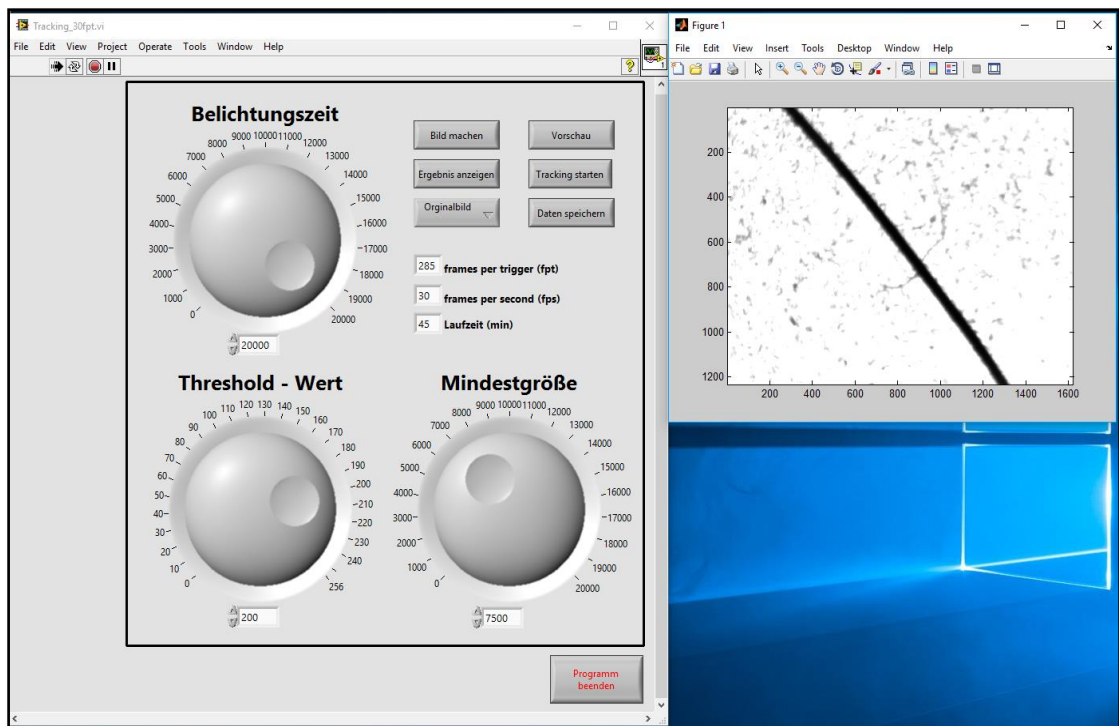 Tracking_30fpt.vi
File Edit View Project Operate Tools Window Help
1
Belichtungszeit
0 1000 2000 3000 4000 5000 6000 7000 8000 9000 10000 11000 12000 13000 14000 15000 16000 17000 18000 19000 20000
20000
Bild machen Vorschau
Ergebnis anzeigen Tracking starten
Orginalbild Daten speichern
285 frames per trigger (fpt)
30 frames per second (fps)
45 Laufzeit (min)
Threshold - Wert
0 10 20 30 40 50 60 70 80 90 100 110 120 130 140 150 160 170 180 190 200 210 220 230 240 256
200
Mindestgröße
0 1000 2000 3000 4000 5000 6000 7000 8000 9000 10000 11000 12000 13000 14000 15000 16000 17000 18000 19000 20000
7500
Programm
beenden
Figure 1
File Edit View Insert Tools Desktop Window Help
200
400
600
800
1000
1200
200 400 600 800 1000 1200 1400 1600